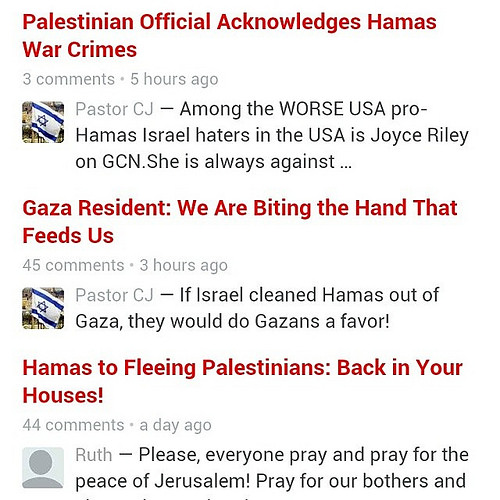 Palestinian Official Acknowledges Hamas
War Crimes
3 comments • 5 hours ago
Pastor CJ — Among the WORSE USA pro-
Hamas Israel haters in the USA is Joyce Riley
on GCN.She is always against ...
Gaza Resident: We Are Biting the Hand That
Feeds Us
45 comments • 3 hours ago
Pastor CJ — If Israel cleaned Hamas out of
Gaza, they would do Gazans a favor!
Hamas to Fleeing Palestinians: Back in Your
Houses!
44 comments • a day ago
Ruth — Please, everyone pray and pray for the
peace of Jerusalem! Pray for our bothers and